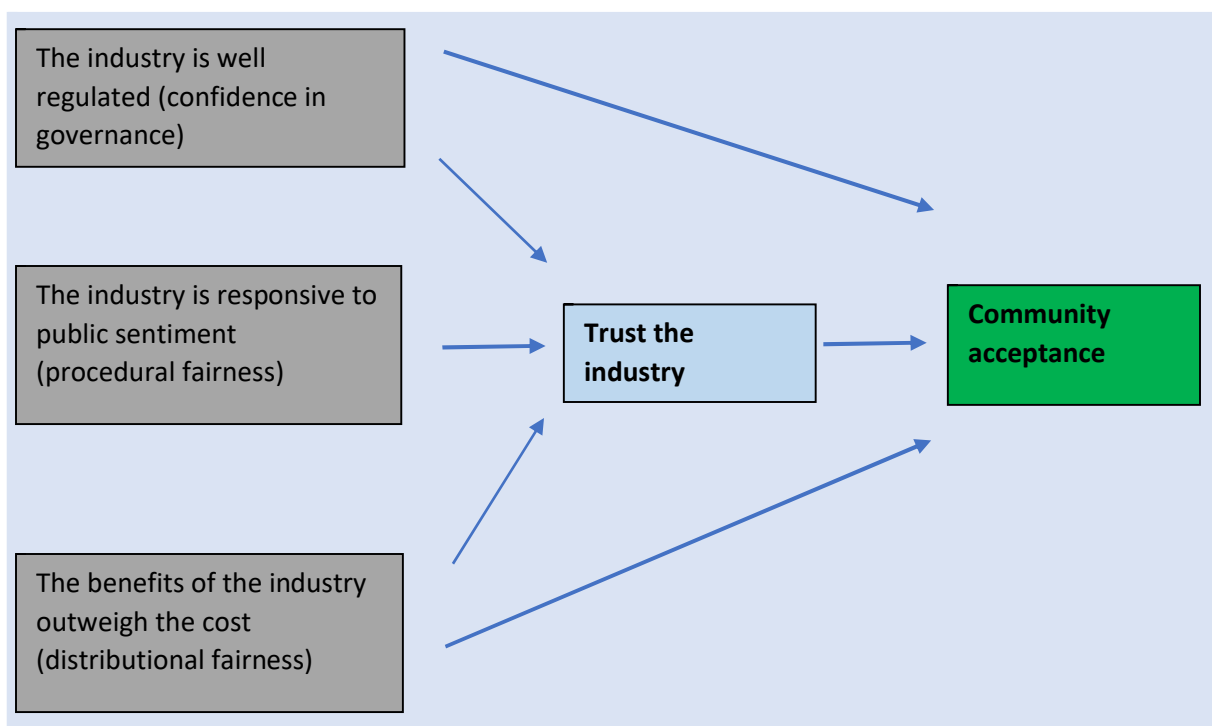 The industry is well
regulated (confidence in
governance)
The industry is responsive to
public sentiment
(procedural fairness)
Trust the
industry
Community
acceptance
The benefits of the industry
outweigh the cost
(distributional fairness)